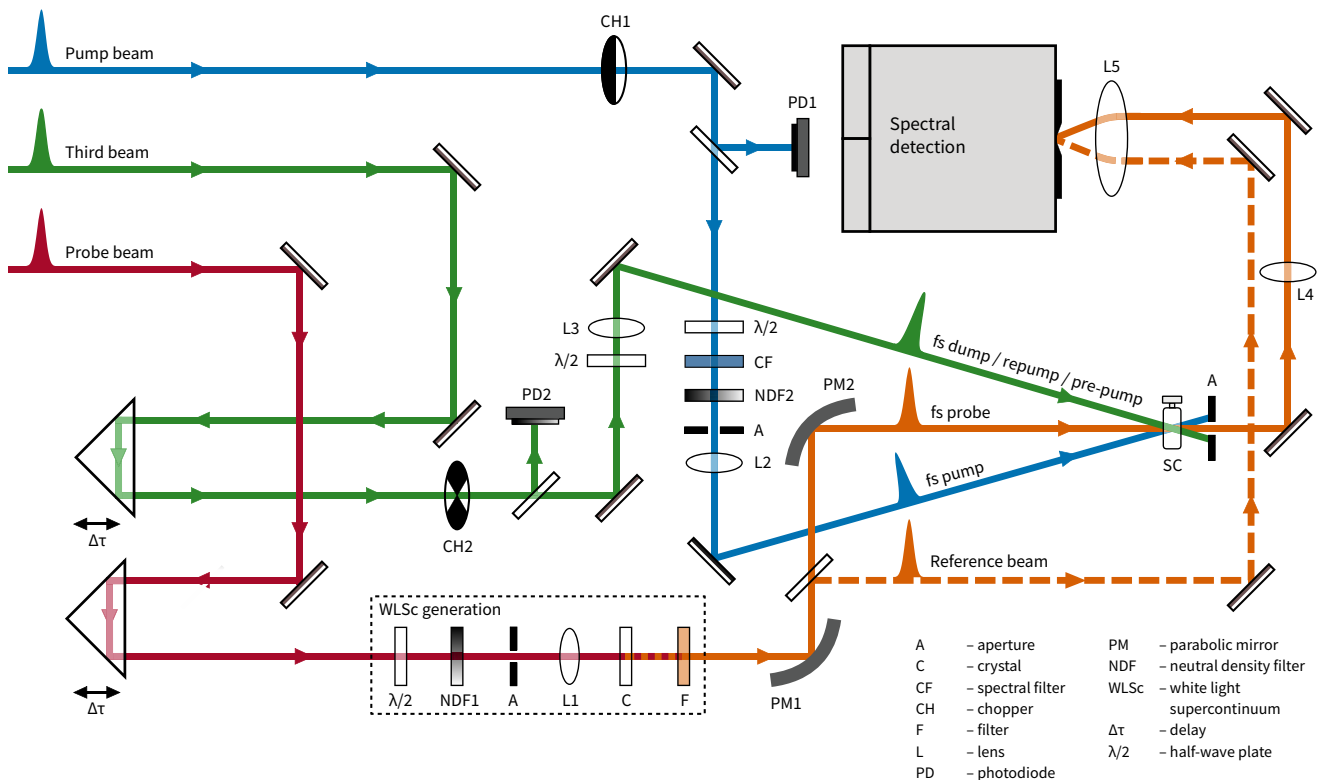 CH1
Pump beam
L5
PD1
Spectral
detection
Third beam
Probe beam
L4
L3
λ/2
λ/2
CF
fs dump / repump / pre-pump
PM2
A
PD2
NDF2
fs probe
A
L2
SC
fs pump
Δτ
CH2
Reference beam
WLSc generation
Δτ
λ/2
NDF1
A
L1
C
F
PM1
A – aperture
C – crystal
CF – spectral filter
CH – chopper
F – filter
L – lens
PD – photodiode
PM – parabolic mirror
NDF – neutral density filter
WLSc – white light
supercontinuum
Δτ – delay
λ/2 – half-wave plate